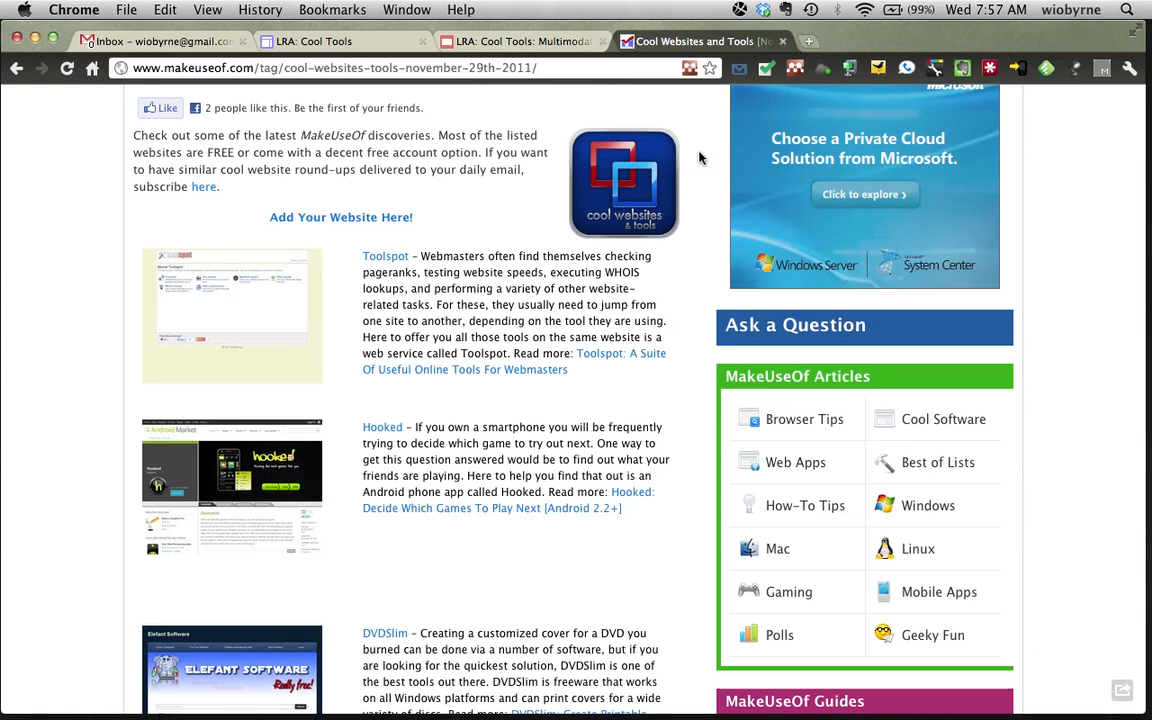 Chrome File Edit View History Bookmarks Window Help (99%) Wed 7:57 AM wiobyrne
Inbox – wiobyrne@gmail.con LRA: Cool Tools LRA: Cool Tools: Multimodal Cool Websites and Tools [No
www.makeuseof.com/tag/cool-websites-tools-november-29th-2011/
Like 2 people like this. Be the first of your friends.
Check out some of the latest MakeUseOf discoveries. Most of the listed
websites are FREE or come with a decent free account option. If you want
to have similar cool website round-ups delivered to your daily email,
subscribe here.
Add Your Website Here!
cool websites
& tools
Toolspot – Webmasters often find themselves checking
pageranks, testing website speeds, executing WHOIS
lookups, and performing a variety of other website-
related tasks. For these, they usually need to jump from
one site to another, depending on the tool they are using.
Here to offer you all those tools on the same website is a
web service called Toolspot. Read more: Toolspot: A Suite
Of Useful Online Tools For Webmasters
Android Market
Hooked
hooked
Description
Hooked – If you own a smartphone you will be frequently
trying to decide which game to try out next. One way to
get this question answered would be to find out what your
friends are playing. Here to help you find that out is an
Android phone app called Hooked. Read more: Hooked:
Decide Which Games To Play Next [Android 2.2+]
Elefant Software
ELEFANT SOFTWARE
Really free!
DVDSlim – Creating a customized cover for a DVD you
burned can be done via a number of software, but if you
are looking for the quickest solution, DVDSlim is one of
the best tools out there. DVDSlim is freeware that works
on all Windows platforms and can print covers for a wide
variety of discs. Read more: DVDSlim: Create Printable
Microsoft
Choose a Private Cloud
Solution from Microsoft.
Click to explore ›
Windows Server System Center
Ask a Question
MakeUseOf Articles
Browser Tips Cool Software
Web Apps Best of Lists
How-To Tips Windows
Mac Linux
Gaming Mobile Apps
Polls Geeky Fun
MakeUseOf Guides